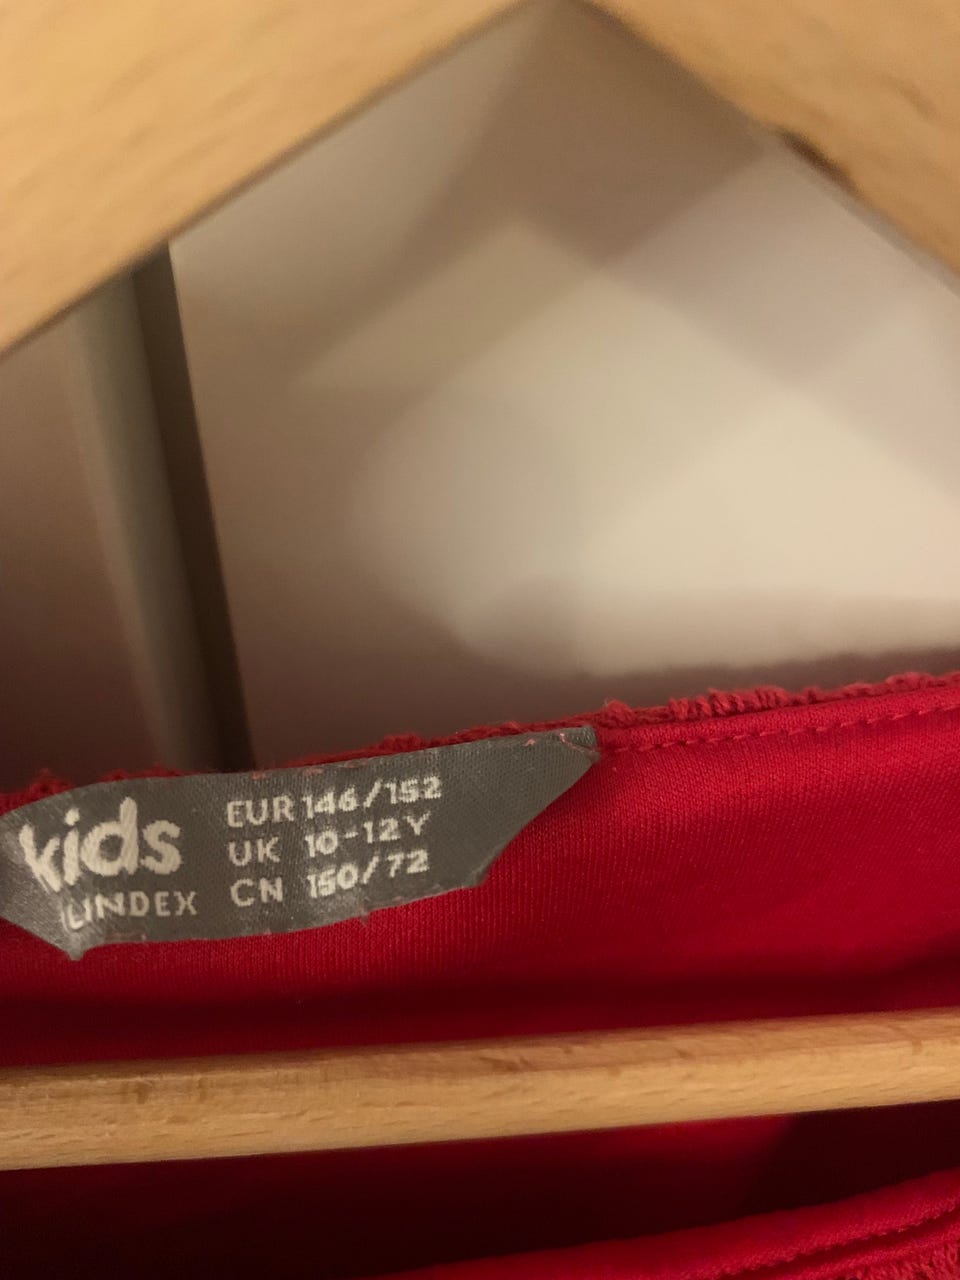 kids
LINDEX
EUR 146/152
UK 10-12Y
CN 150/72